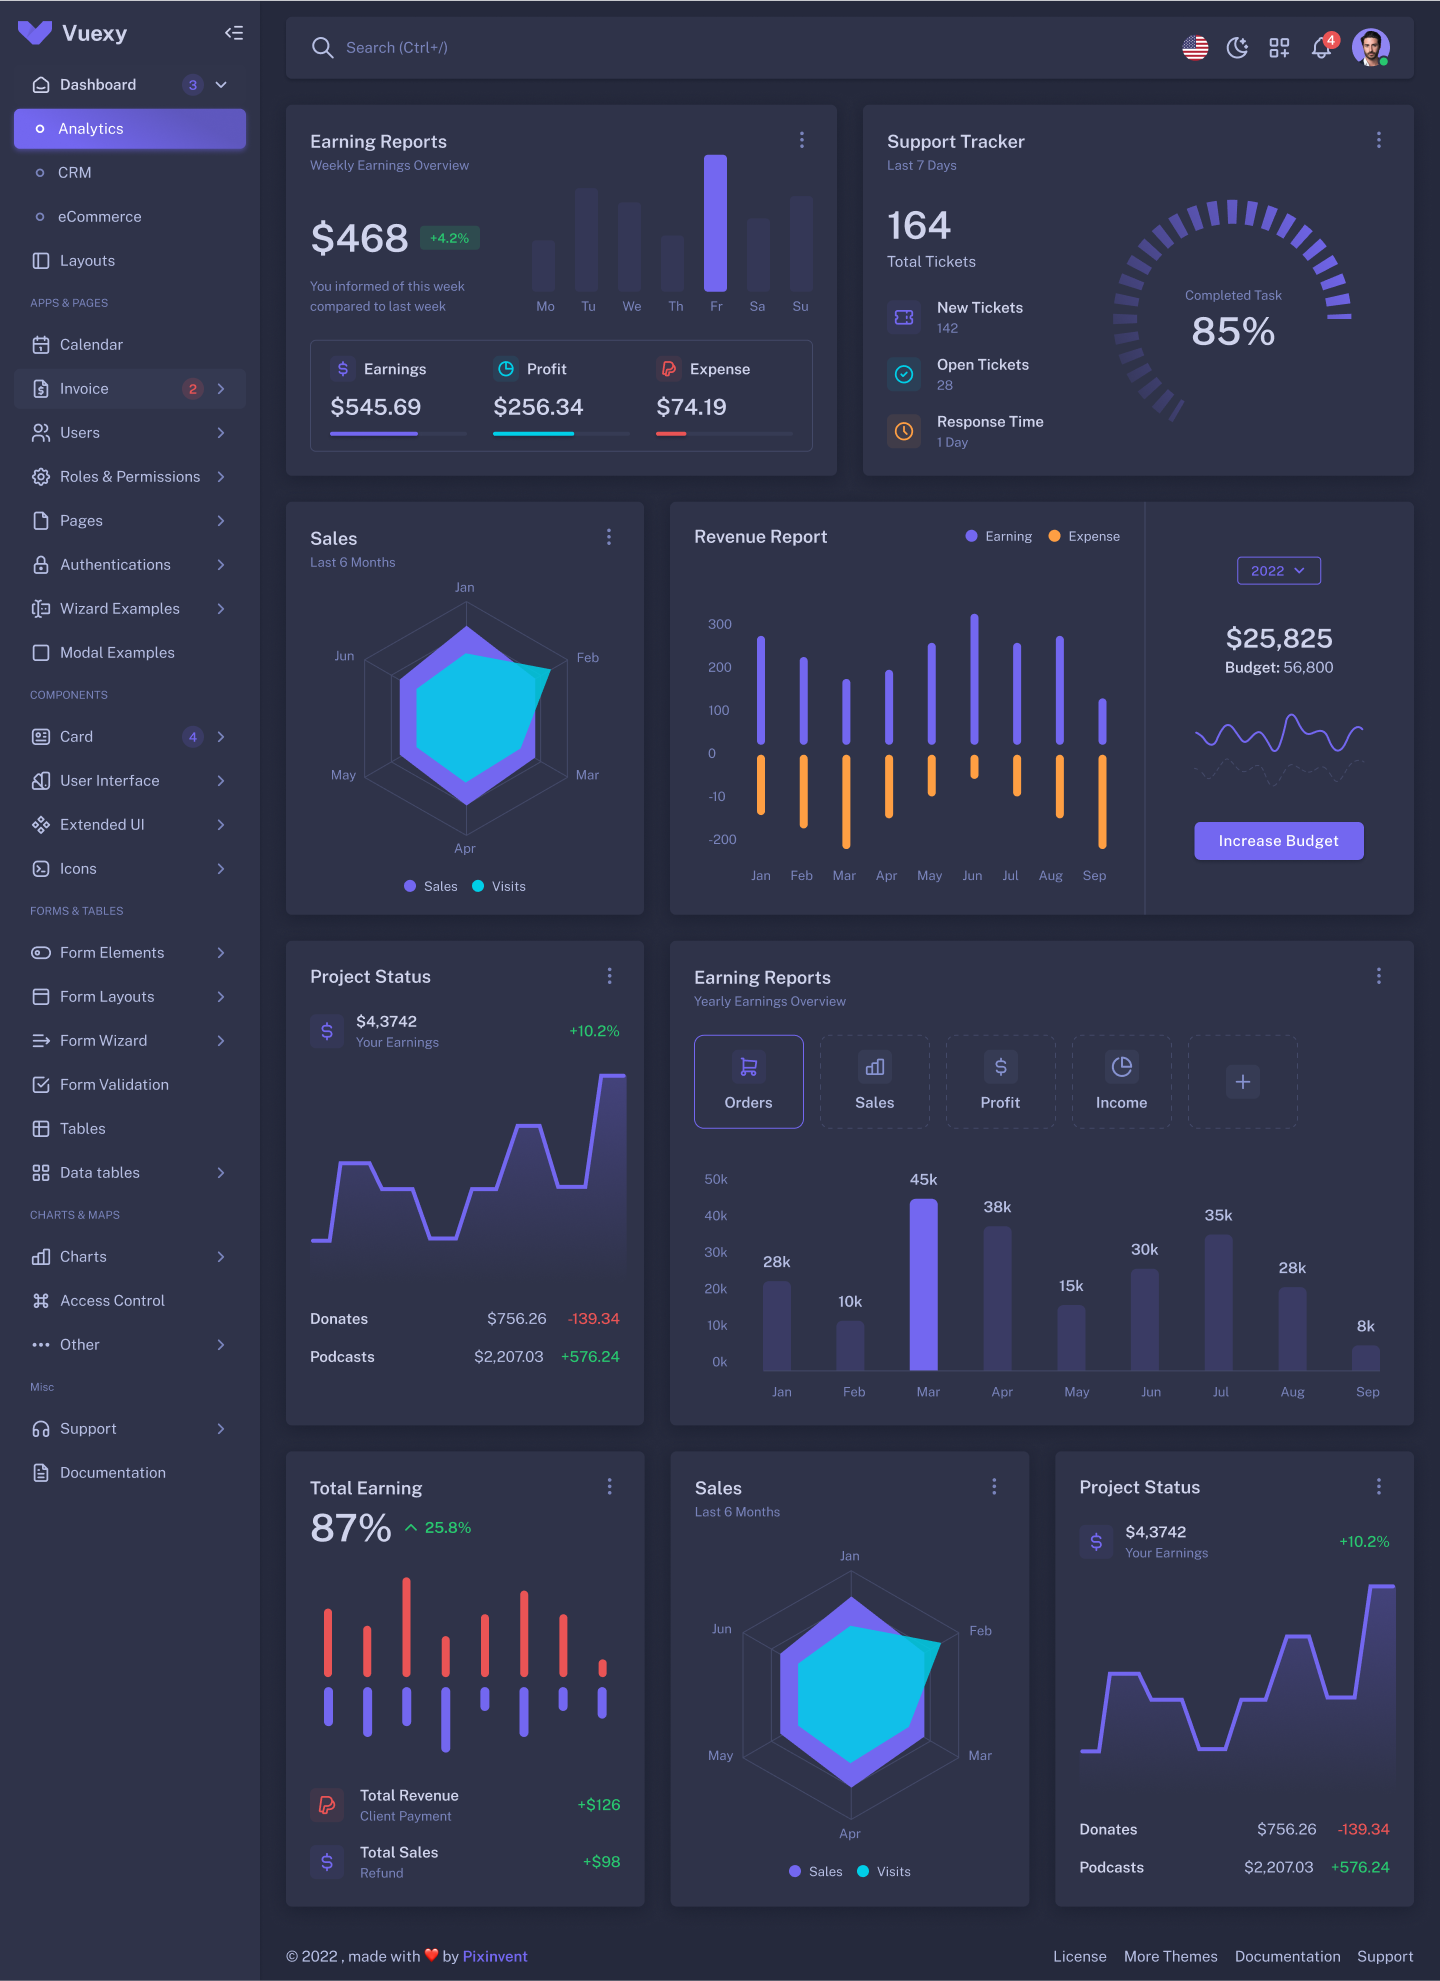 Vuexy
Dashboard 3
Analytics
CRM
eCommerce
Layouts
APPS & PAGES
Calendar
Invoice 2
Users
Roles & Permissions
Pages
Authentications
Wizard Examples
Modal Examples
COMPONENTS
Card 4
User Interface
Extended UI
Icons
FORMS & TABLES
Form Elements
Form Layouts
Form Wizard
Form Validation
Tables
Data tables
CHARTS & MAPS
Charts
Access Control
Other
Misc
Support
Documentation
Search (Ctrl+/)
4
Earning Reports
Weekly Earnings Overview
$468 +4.2%
You informed of this week
compared to last week
Mo Tu We Th Fr Sa Su
Earnings Profit Expense
$545.69 $256.34 $74.19
Support Tracker
Last 7 Days
164
Total Tickets
New Tickets
142
Open Tickets
28
Response Time
1 Day
Completed Task
85%
Sales
Last 6 Months
Jan
Jun Feb
May Mar
Apr
Sales Visits
Revenue Report Earning Expense
300
200
100
0
-10
-200
Jan Feb Mar Apr May Jun Jul Aug Sep
2022
$25,825
Budget: 56,800
Increase Budget
Project Status
$4,3742
Your Earnings
+10.2%
Donates $756.26 -139.34
Podcasts $2,207.03 +576.24
Earning Reports
Yearly Earnings Overview
Orders Sales Profit Income
50k
40k
30k
20k
10k
0k
28k 10k 45k 38k 15k 30k 35k 28k 8k
Jan Feb Mar Apr May Jun Jul Aug Sep
Total Earning
87% 25.8%
Total Revenue
Client Payment
+$126
Total Sales
Refund
+$98
Sales
Last 6 Months
Jan
Jun Feb
May Mar
Apr
Sales Visits
Project Status
$4,3742
Your Earnings
+10.2%
Donates $756.26 -139.34
Podcasts $2,207.03 +576.24
© 2022 , made with ❤️ by Pixinvent
License More Themes Documentation Support